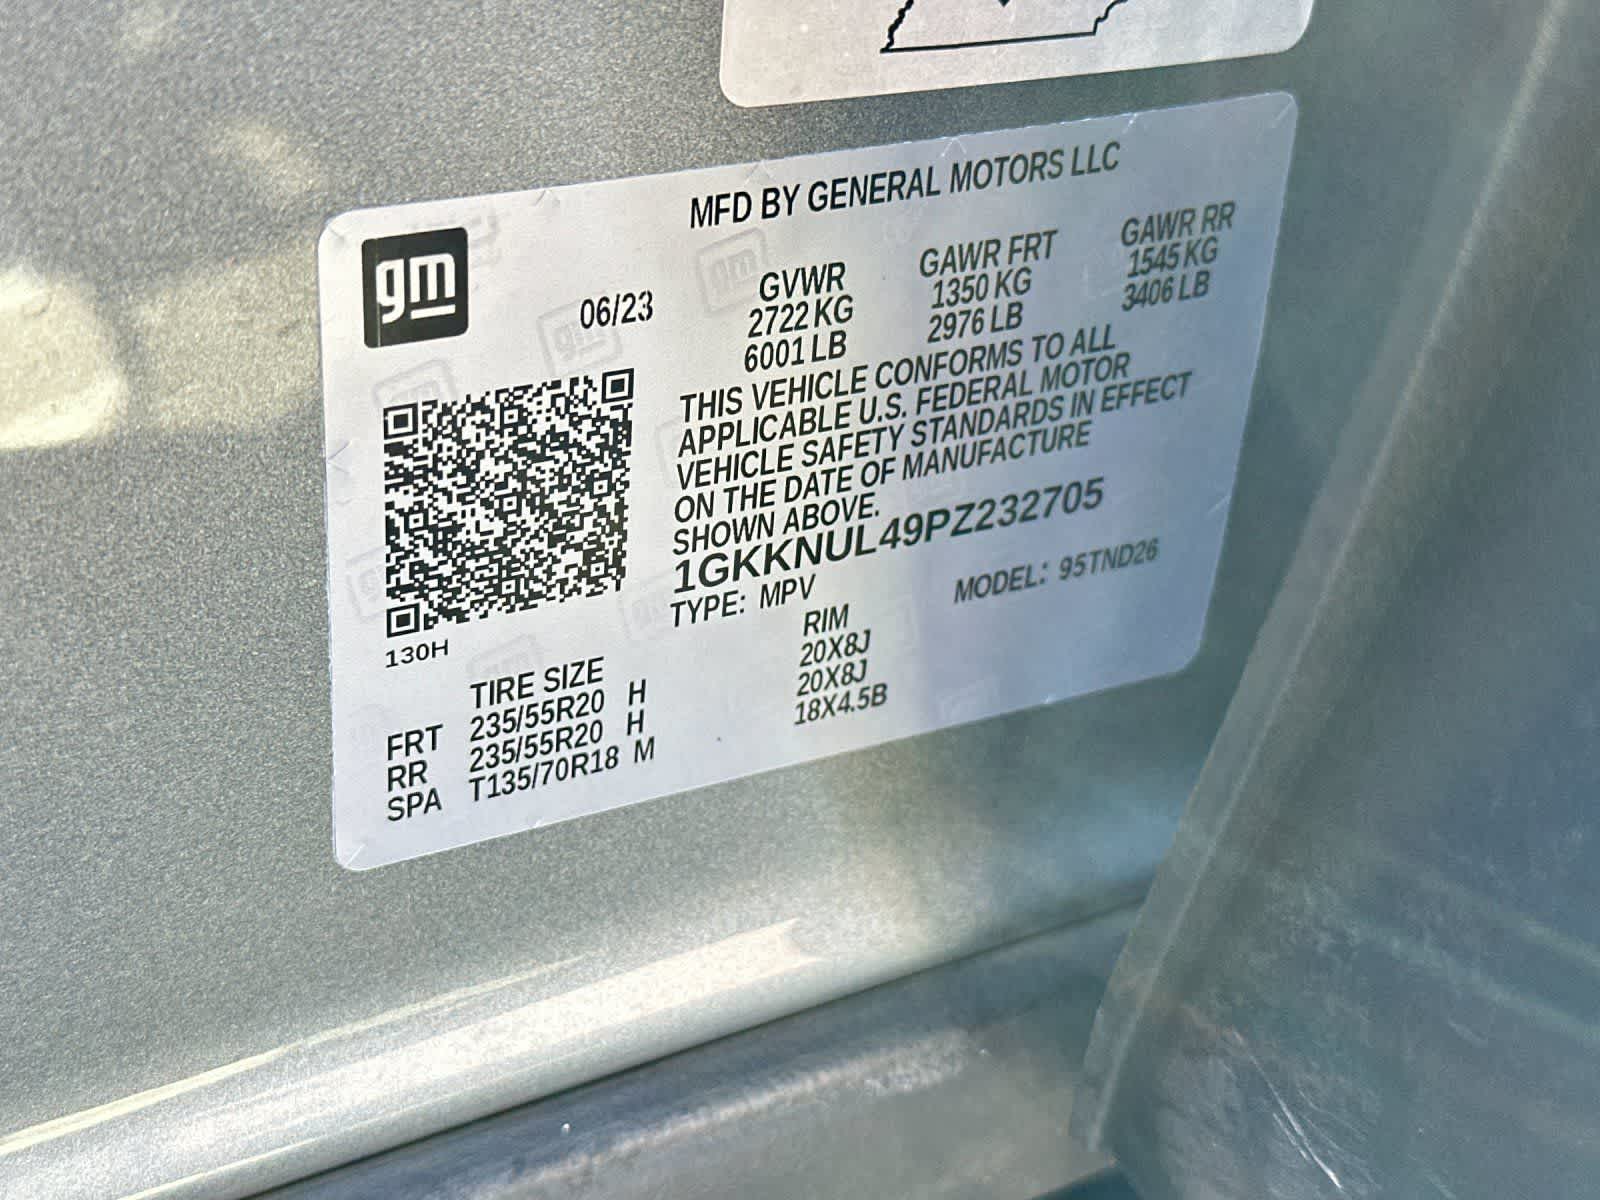 MFD BY GENERAL MOTORS LLC
gm
06/23
GVWR GAWR FRT GAWR RR
2722 KG 1350 KG 1545 KG
6001 LB 2976 LB 3406 LB
THIS VEHICLE CONFORMS TO ALL
APPLICABLE U.S. FEDERAL MOTOR
VEHICLE SAFETY STANDARDS IN EFFECT
ON THE DATE OF MANUFACTURE
SHOWN ABOVE.
1GKKNUL49PZ232705
TYPE: MPV MODEL: 95TND26
130H
TIRE SIZE RIM
FRT 235/55R20 H 20X8J
RR 235/55R20 H 20X8J
SPA T135/70R18 M 18X4.5B